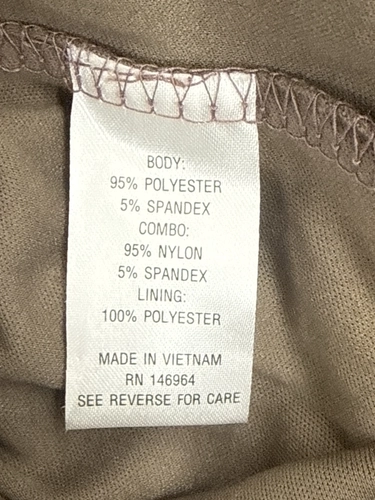 BODY:
95% POLYESTER
5% SPANDEX
COMBO:
95% NYLON
5% SPANDEX
LINING:
100% POLYESTER
MADE IN VIETNAM
RN 146964
SEE REVERSE FOR CARE